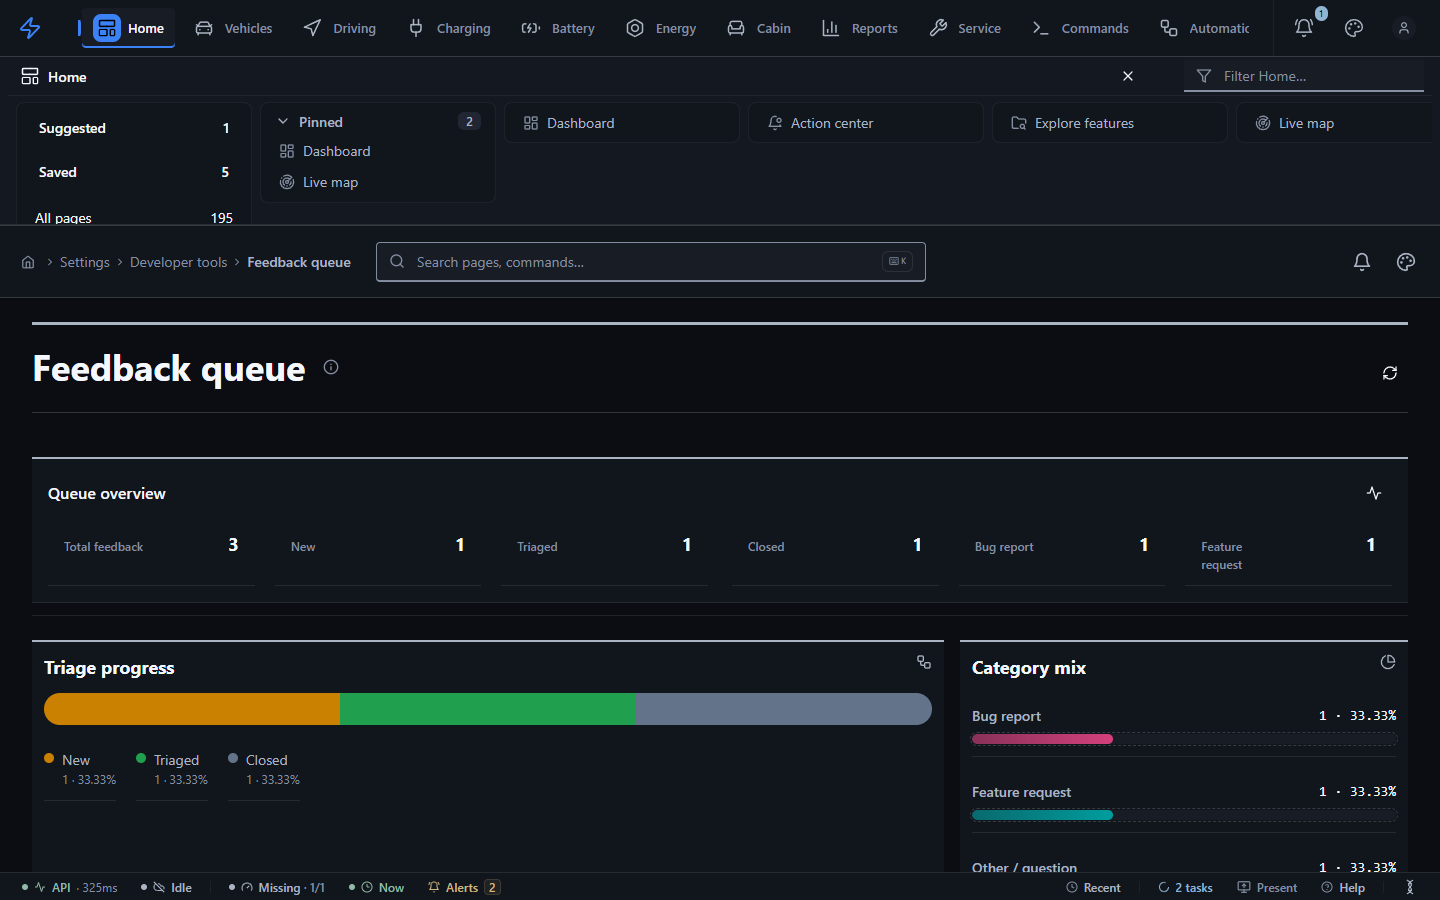 Home
Vehicles
Driving
Charging
Battery
Energy
Cabin
Reports
Service
Commands
Automatic
1
Home
Filter Home...
Suggested 1
Saved 5
All pages 195
Pinned 2
Dashboard
Live map
Dashboard
Action center
Explore features
Live map
Settings > Developer tools > Feedback queue
Search pages, commands...
K
Feedback queue
Queue overview
Total feedback 3
New 1
Triaged 1
Closed 1
Bug report 1
Feature request 1
Triage progress
New
1 · 33.33%
Triaged
1 · 33.33%
Closed
1 · 33.33%
Category mix
Bug report 1 · 33.33%
Feature request 1 · 33.33%
Other / question 1 · 33.33%
API · 325ms
Idle
Missing · 1/1
Now
Alerts 2
Recent
2 tasks
Present
Help